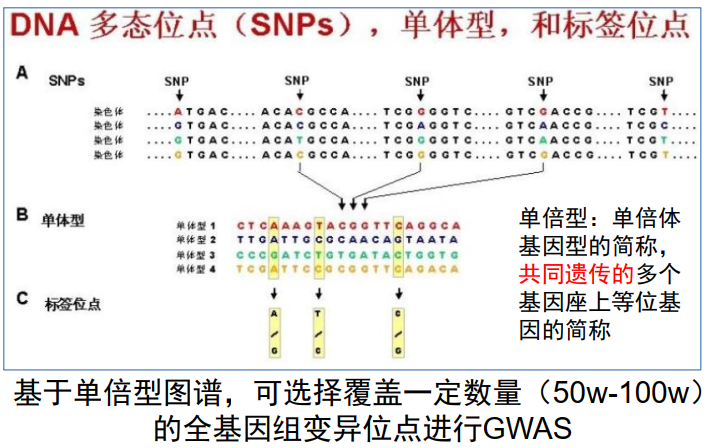 DNA 多态位点（SNPs），单体型，和标签位点
A SNPs SNP SNP SNP SNP SNP
染色体 ....ATGAC.... ACACGCCA.... TCGGGGTC.... GTCGACCG.... TCGT....
染色体 ....GTGAC.... ACACGCCA.... TCGAGGTC.... GTCAACCG.... TCGC....
染色体 ....GTGAC.... ACATGCCA.... TCGGGGTC.... GTCAACCG.... TCGT....
染色体 ....GTGAC.... ACACGCCA.... TCGGGGTC.... GTCGACCG.... TCGT....
B 单体型
单体型 1 CTCAAAGTACGGTTCAGGCA
单体型 2 TTGATTGCGCAACAGTAATA
单体型 3 CCCGATCTGTGATACTGGTG
单体型 4 TCGATTCCGCGGTTCAGACA
C 标签位点
A/G T/C C/G
单倍型：单倍体
基因型的简称，
共同遗传的多个
基因座上等位基
因的简称
基于单倍型图谱，可选择覆盖一定数量（50w-100w）
的全基因组变异位点进行GWAS